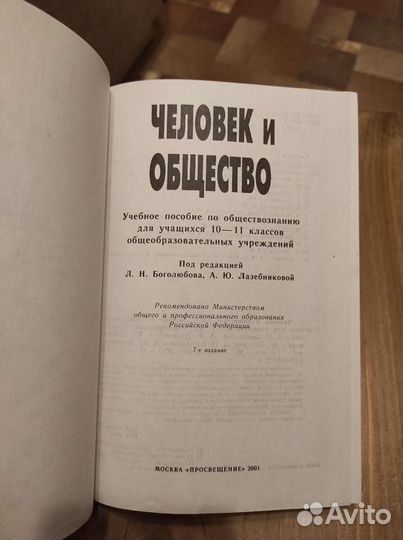 ЧЕЛОВЕК и
ОБЩЕСТВО
Учебное пособие по обществознанию
для учащихся 10—11 классов
общеобразовательных учреждений
Под редакцией
Л. Н. Боголюбова, А. Ю. Лазебниковой
Рекомендовано Министерством
общего и профессионального образования
Российской Федерации
7-е издание
МОСКВА «ПРОСВЕЩЕНИЕ» 2001
Avito